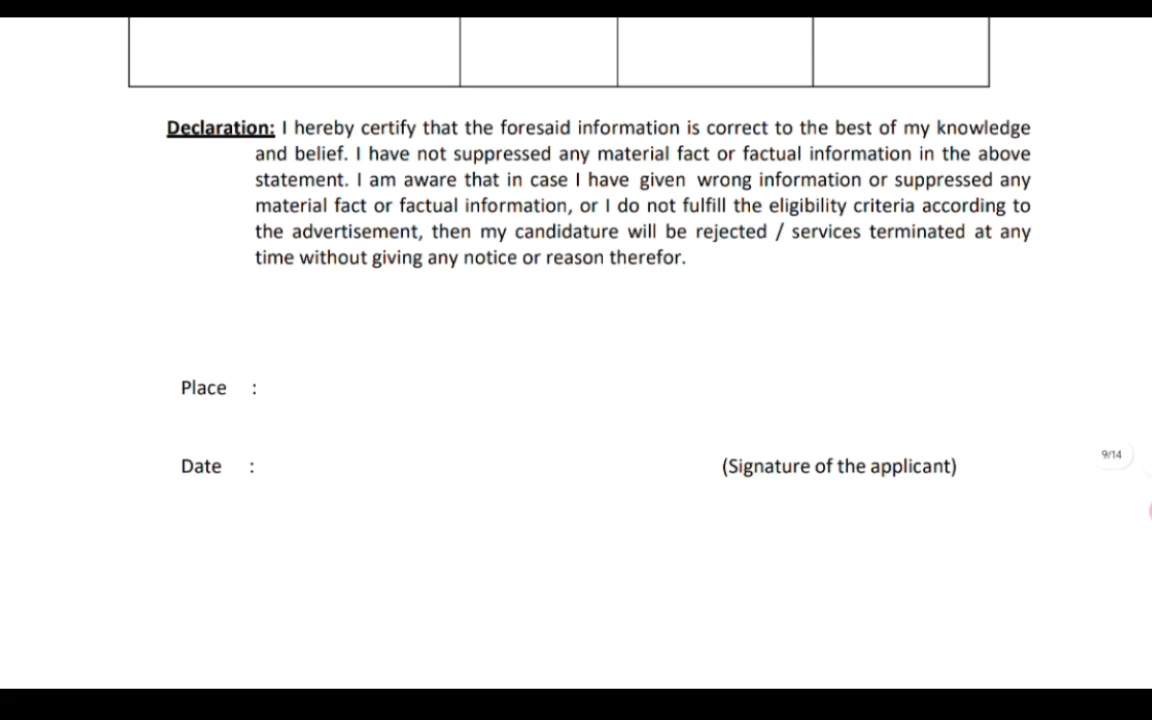 Declaration: I hereby certify that the foresaid information is correct to the best of my knowledge
and belief. I have not suppressed any material fact or factual information in the above
statement. I am aware that in case I have given wrong information or suppressed any
material fact or factual information, or I do not fulfill the eligibility criteria according to
the advertisement, then my candidature will be rejected / services terminated at any
time without giving any notice or reason therefor.
Place :
Date : (Signature of the applicant)
9/14